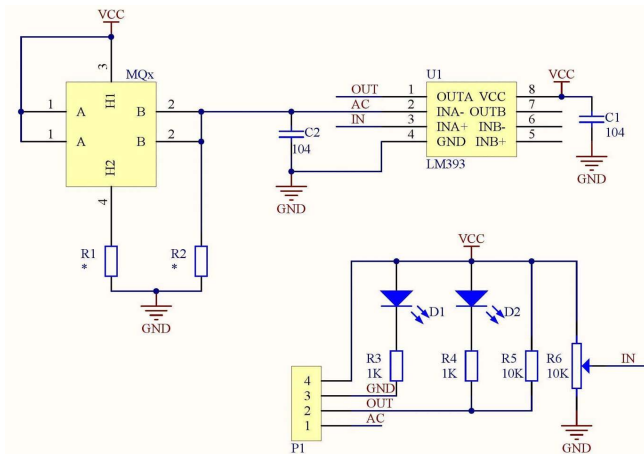 VCC
MQx
3
H1
1 A B 2
1 A B 2
H2
4
R1
*
R2
*
GND
C2
104
GND
U1
OUT 1 OUTA VCC 8
AC 2 INA- OUTB 7
IN 3 INA+ INB- 6
4 GND INB+ 5
LM393
VCC
C1
104
GND
VCC
D1
D2
R3
1K
R4
1K
R5
10K
R6
10K
IN
4
3 GND
2 OUT
1 AC
P1
GND